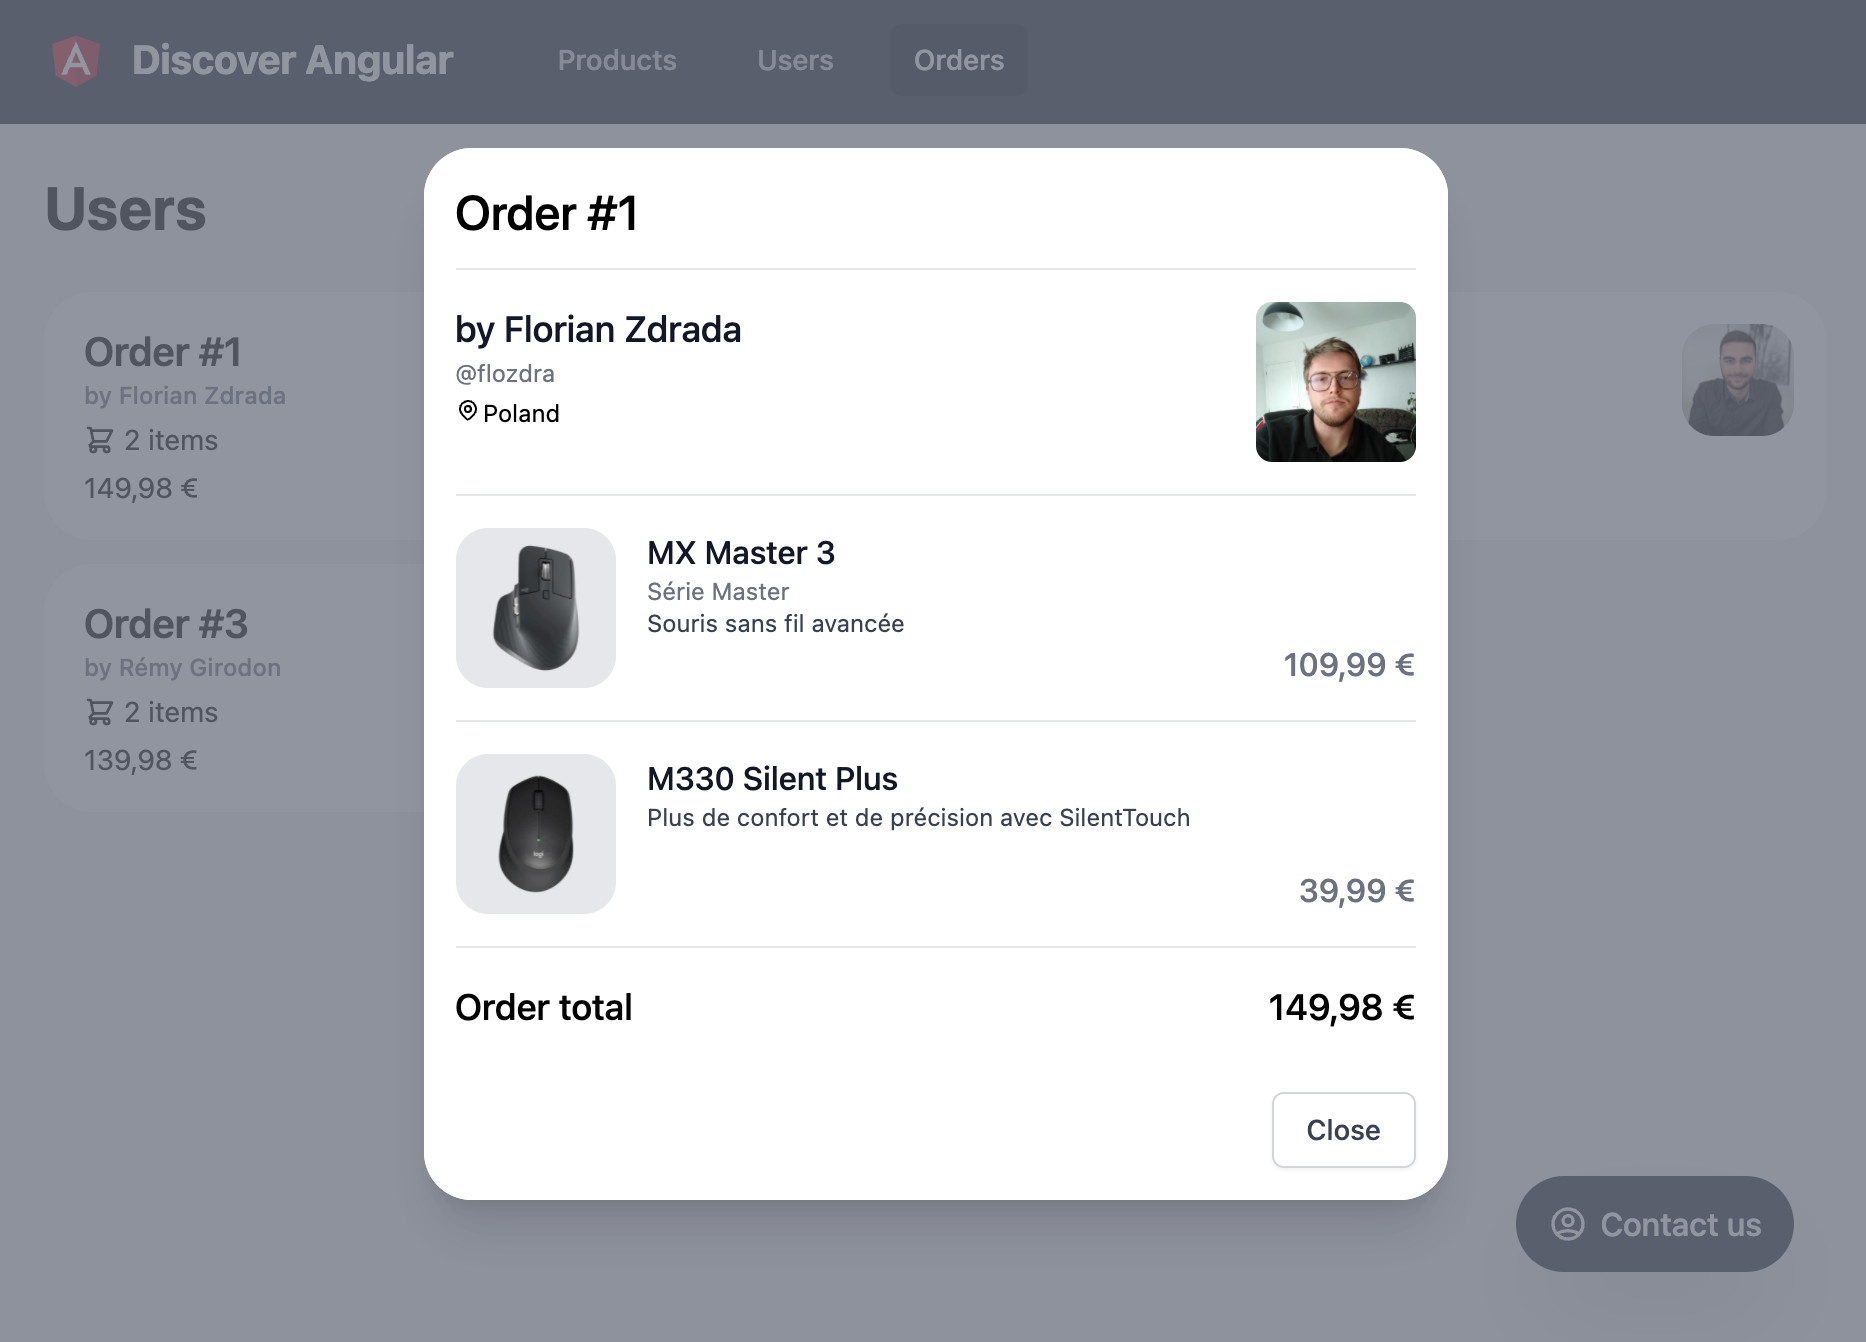 Discover Angular
Products
Users
Orders
Users
Order #1
by Florian Zdrada
2 items
149,98 €
Order #3
by Rémy Girodon
2 items
139,98 €
Order #1
by Florian Zdrada
@flozdra
Poland
MX Master 3
Série Master
Souris sans fil avancée
109,99 €
M330 Silent Plus
Plus de confort et de précision avec SilentTouch
39,99 €
Order total
149,98 €
Close
Contact us